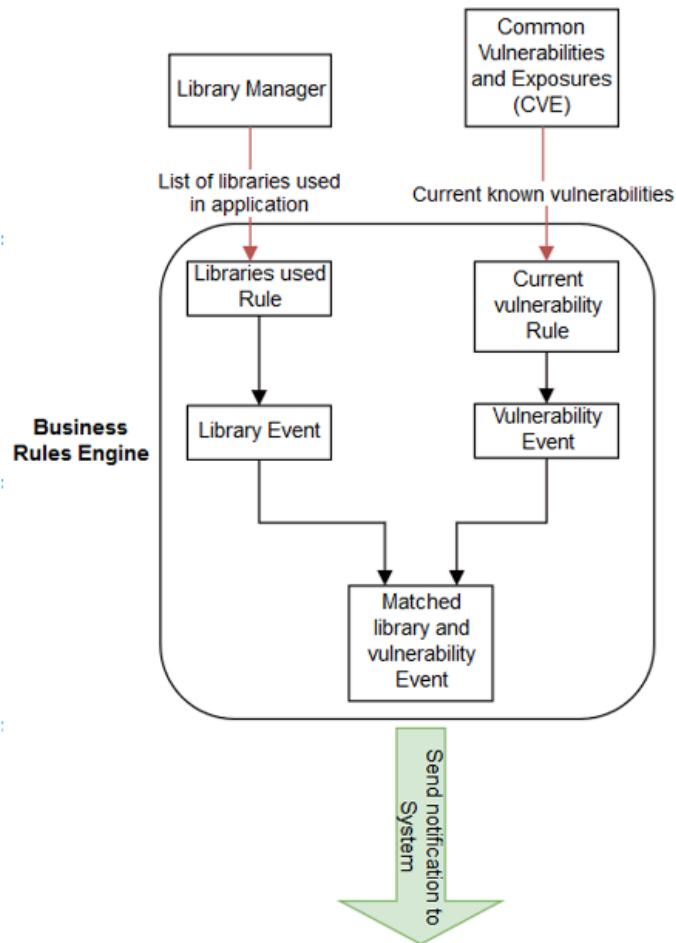 Library Manager
Common
Vulnerabilities
and Exposures
(CVE)
List of libraries used
in application
Current known vulnerabilities
Libraries used
Rule
Current
vulnerability
Rule
Business
Rules Engine
Library Event
Vulnerability
Event
Matched
library and
vulnerability
Event
Send notification to
System